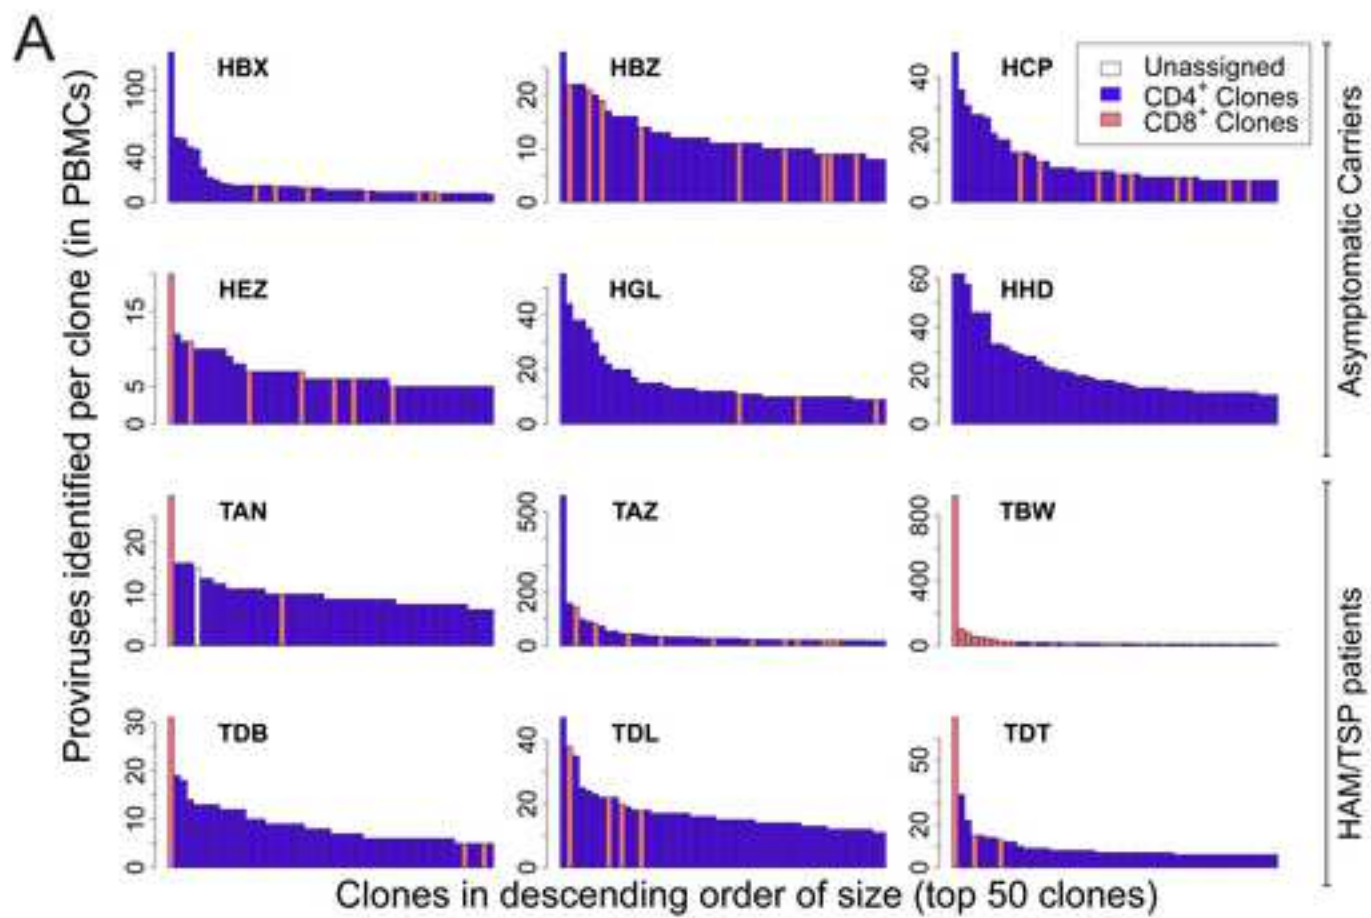 A
Proviruses identified per clone (in PBMCs)
HBX
0 40 100
HBZ
0 10 20
HCP
0 20 40
Unassigned
CD4+ Clones
CD8+ Clones
Asymptomatic Carriers
HEZ
0 5 15
HGL
0 20 40
HHD
0 20 40 60
TAN
0 10 20
TAZ
0 200 500
TBW
0 400 800
HAM/TSP patients
TDB
0 10 20 30
TDL
0 20 40
TDT
0 20 50
Clones in descending order of size (top 50 clones)